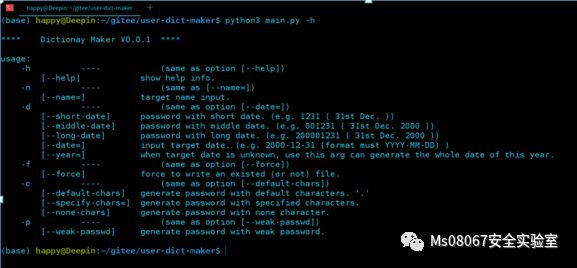 (base) happy@Deepin:~/gitee/user-dict-maker$ python3 main.py -h
**** Dictionay Maker V0.0.1 ****
usage:
-h ---- (same as option [--help])
[--help] show help info.
-n ---- (same as [--name=])
[--name=] target name input.
-d ---- (same as option [--date=])
[--short-date] password with short date. (e.g. 1231 ( 31st Dec. ))
[--middle-date] password with middle date. (e.g. 001231 ( 31st Dec. 2000 ))
[--long-date] password with long date. (e.g. 200001231 ( 31st Dec. 2000 ))
[--date=] input target date. (e.g. 2000-12-31 (format must YYYY-MM-DD) )
[--year=] when target date is unknown, use this arg can generate the whole date of this year.
-f ---- (same as option [--force])
[--force] force to write an existed (or not) file.
-c ---- (same as option [--default-chars])
[--default-chars] generate password with default characters. '.'
[--specify-chars=] generate password with specified characters.
[--none-chars] generate password witn none character.
-p ---- (same as option [--weak-passwd])
[--weak-passwd] generate password with weak password.
(base) happy@Deepin:~/gitee/user-dict-maker$
Ms08067安全实验室